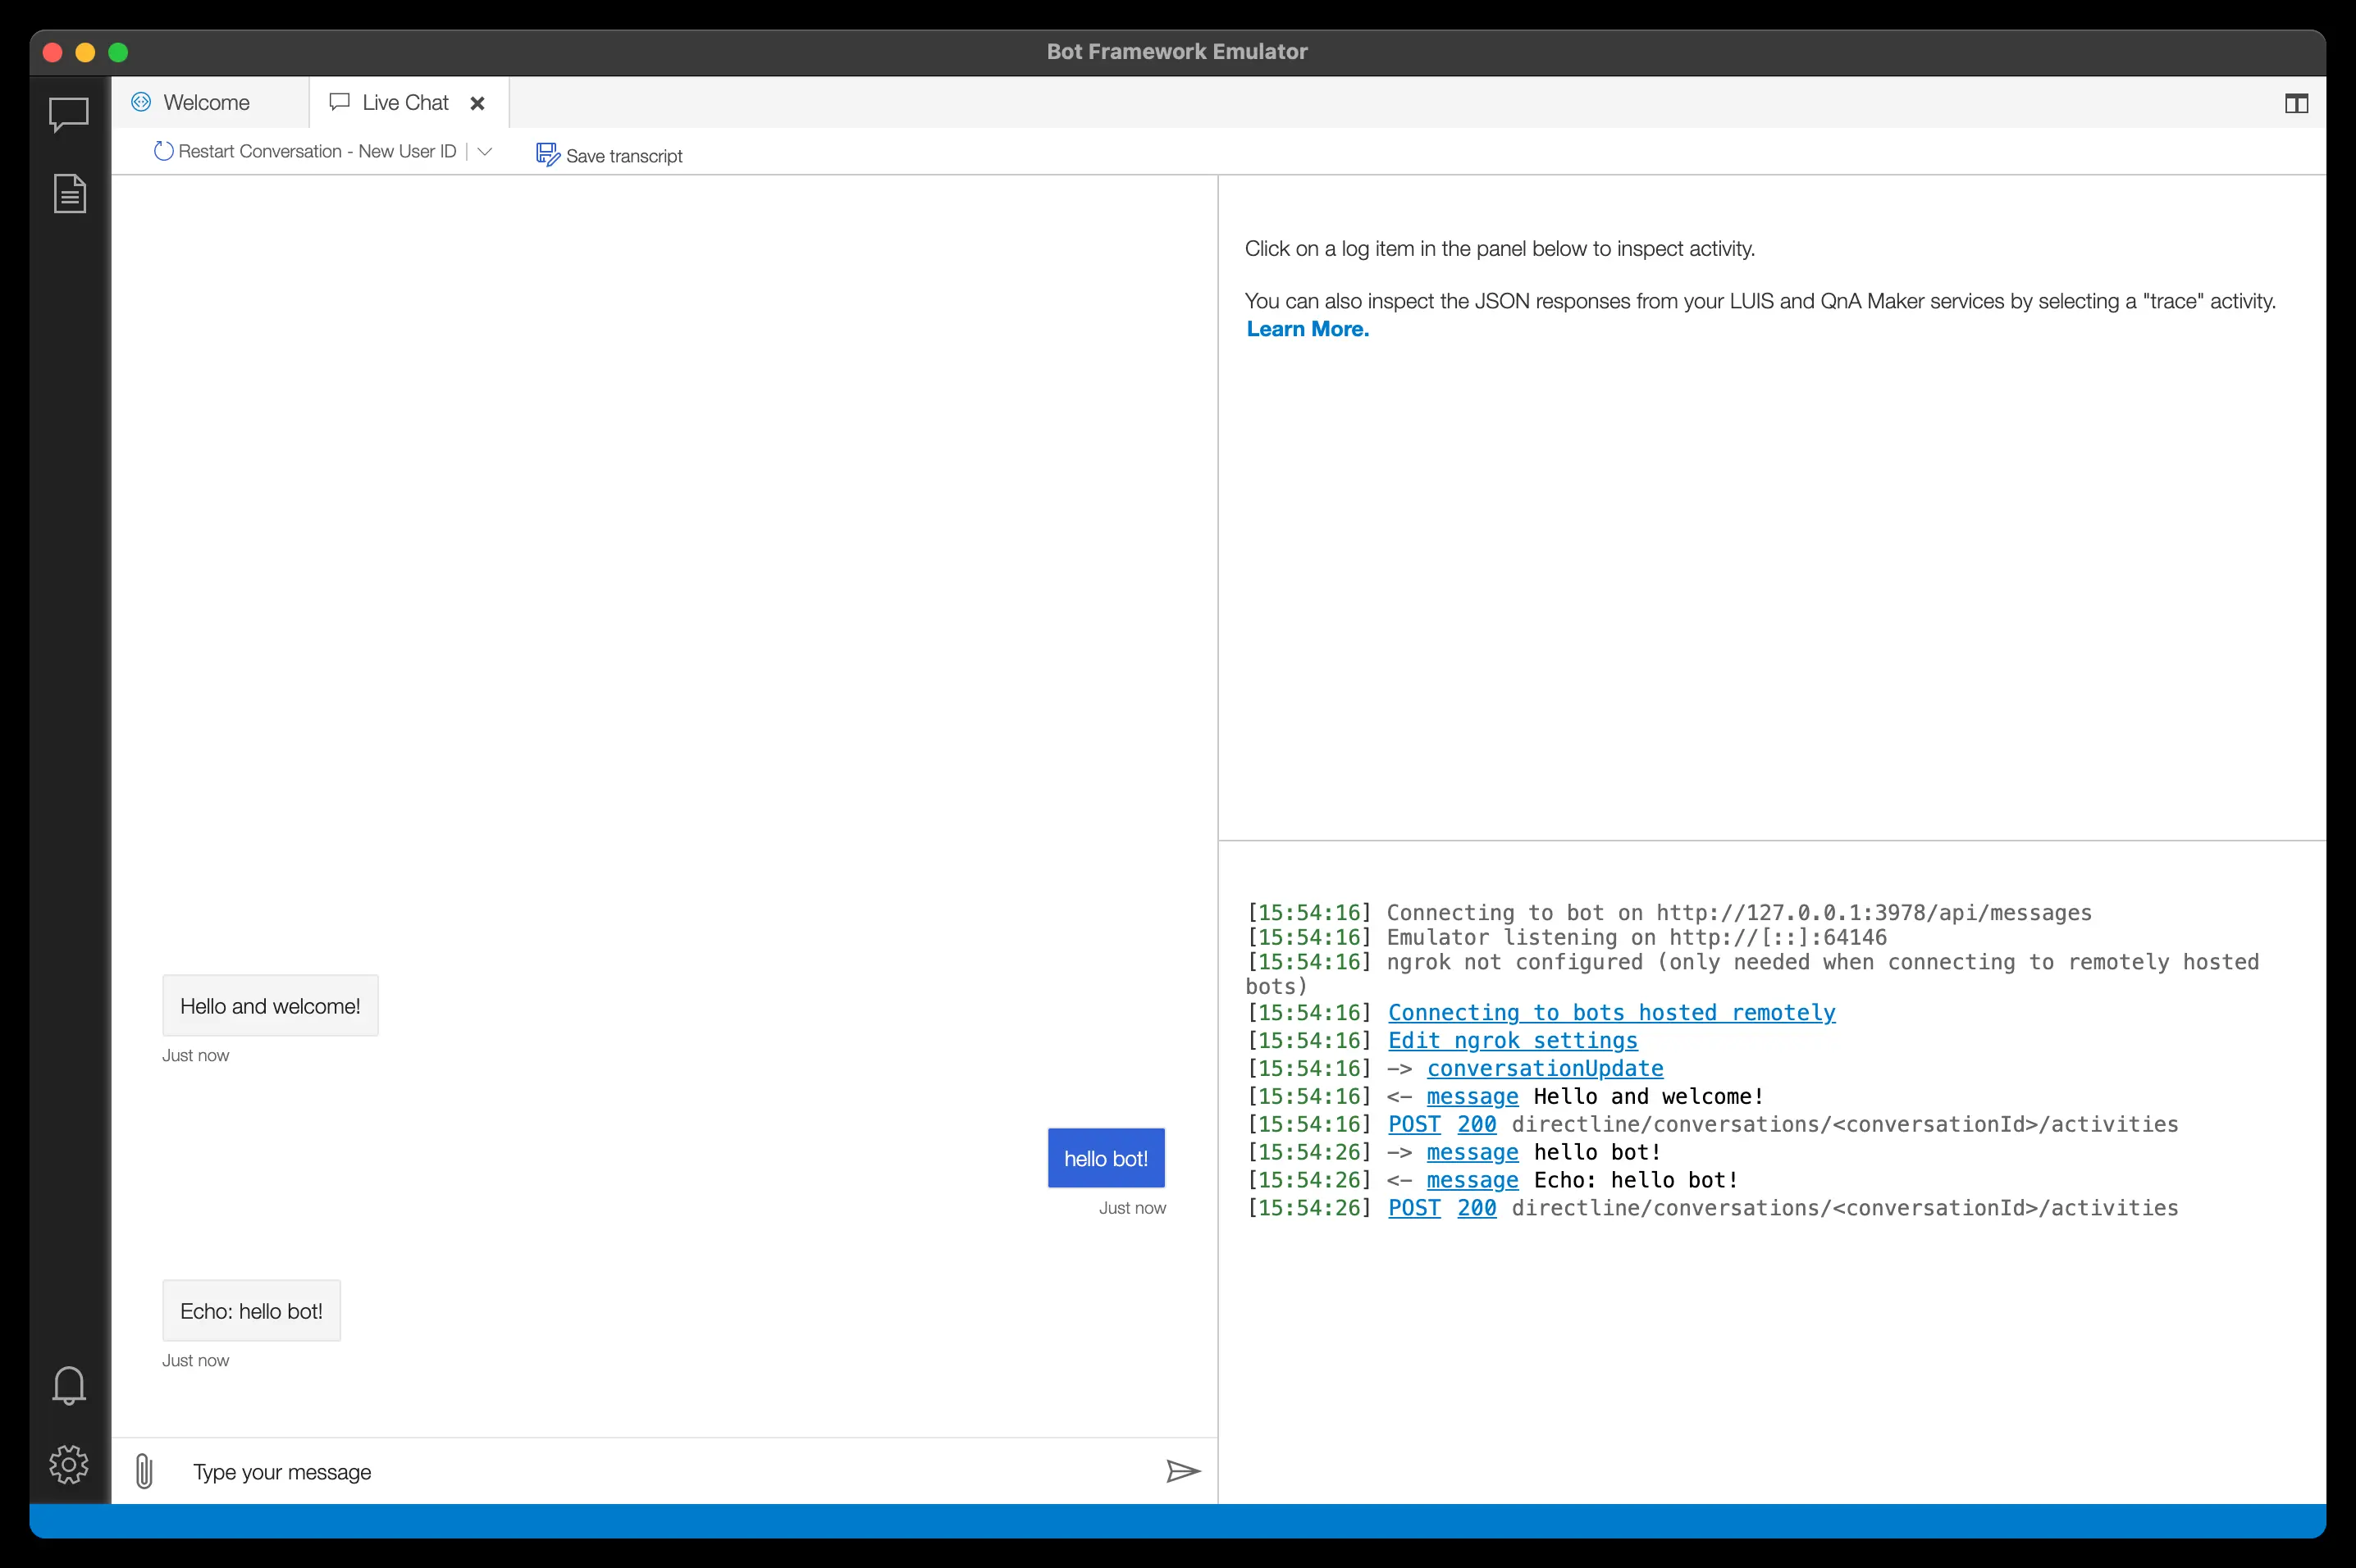 Bot Framework Emulator
Welcome
Live Chat
Restart Conversation - New User ID
Save transcript
Hello and welcome!
Just now
hello bot!
Just now
Echo: hello bot!
Just now
Type your message
Click on a log item in the panel below to inspect activity.
You can also inspect the JSON responses from your LUIS and QnA Maker services by selecting a "trace" activity.
Learn More.
[15:54:16] Connecting to bot on http://127.0.0.1:3978/api/messages
[15:54:16] Emulator listening on http://[::]:64146
[15:54:16] ngrok not configured (only needed when connecting to remotely hosted
bots)
[15:54:16] Connecting to bots hosted remotely
[15:54:16] Edit ngrok settings
[15:54:16] -> conversationUpdate
[15:54:16] <- message Hello and welcome!
[15:54:16] POST 200 directline/conversations/<conversationId>/activities
[15:54:26] -> message hello bot!
[15:54:26] <- message Echo: hello bot!
[15:54:26] POST 200 directline/conversations/<conversationId>/activities